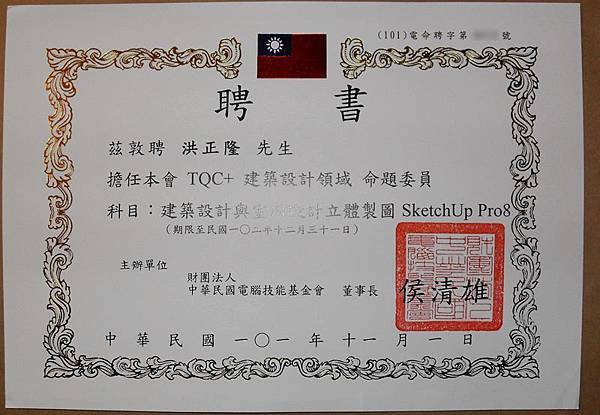 (101)電命聘字第 號
聘書
茲敦聘 洪正隆 先生
擔任本會 TQC+ 建築設計領域 命題委員
科目：建築設計與室內設計立體製圖 SketchUp Pro8
(期限至民國一〇二年十二月三十一日)
主辦單位
財團法人
中華民國電腦技能基金會 董事長 侯清雄
中華民國一〇一年十一月一日